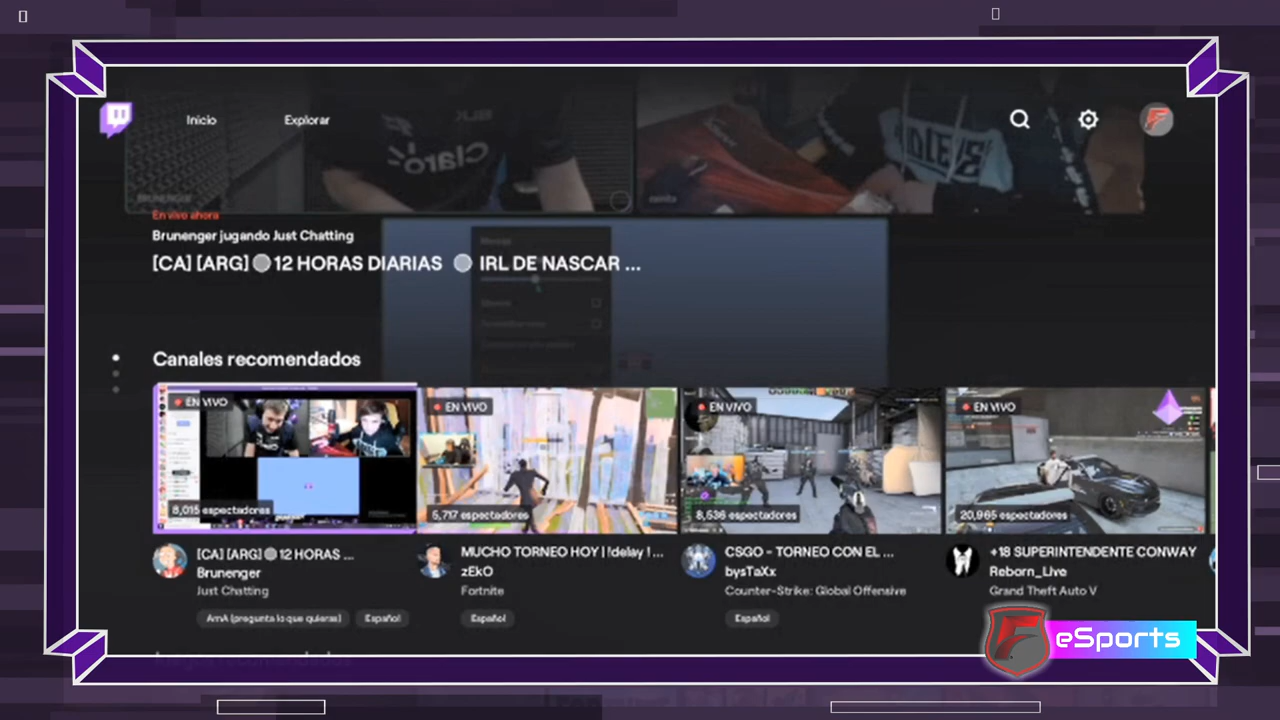 Inicio
Explorar
Claro
En vivo ahora
Brunenger jugando Just Chatting
[CA] [ARG] 12 HORAS DIARIAS IRL DE NASCAR ...
Canales recomendados
EN VIVO
EN VIVO
EN VIVO
EN VIVO
8,015 espectadores
5,717 espectadores
8,536 espectadores
20,965 espectadores
[CA] [ARG] 12 HORAS ...
Brunenger
Just Chatting
AmA (pregunta lo que quieras)
Español
MUCHO TORNEO HOY | !delay ! ...
zEkO
Fortnite
Español
CSGO - TORNEO CON EL ...
bysTaXx
Counter-Strike: Global Offensive
Español
+18 SUPERINTENDENTE CONWAY
Reborn_Live
Grand Theft Auto V
eSports